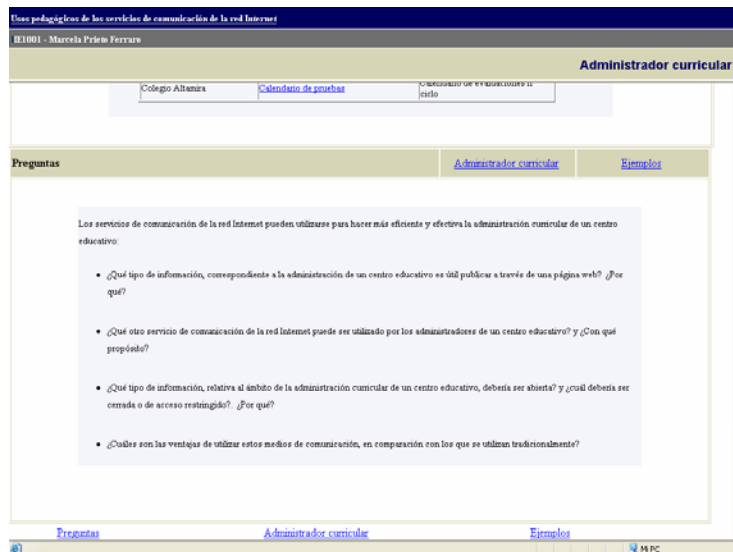 Usos pedagógicos de los servicios de comunicación de la red Internet
IIE1001 - Marcela Prieto Ferraro
Administrador curricular
Colegio Altamira Calendario de pruebas Calendario de evaluaciones II
ciclo
Preguntas Administrador curricular Ejemplos
Los servicios de comunicación de la red Internet pueden utilizarse para hacer más eficiente y efectiva la administración curricular de un centro
educativo:
• ¿Qué tipo de información, correspondiente a la administración de un centro educativo es útil publicar a través de una página web? ¿Por
qué?
• ¿Qué otro servicio de comunicación de la red Internet puede ser utilizado por los administradores de un centro educativo? y ¿Con qué
propósito?
• ¿Qué tipo de información, relativa al ámbito de la administración curricular de un centro educativo, debería ser abierta? y ¿cuál debería ser
cerrada o de acceso restringido?. ¿Por qué?
• ¿Cuáles son las ventajas de utilizar estos medios de comunicación, en comparación con los que se utilizan tradicionalmente?
Preguntas Administrador curricular Ejemplos
Mi PC